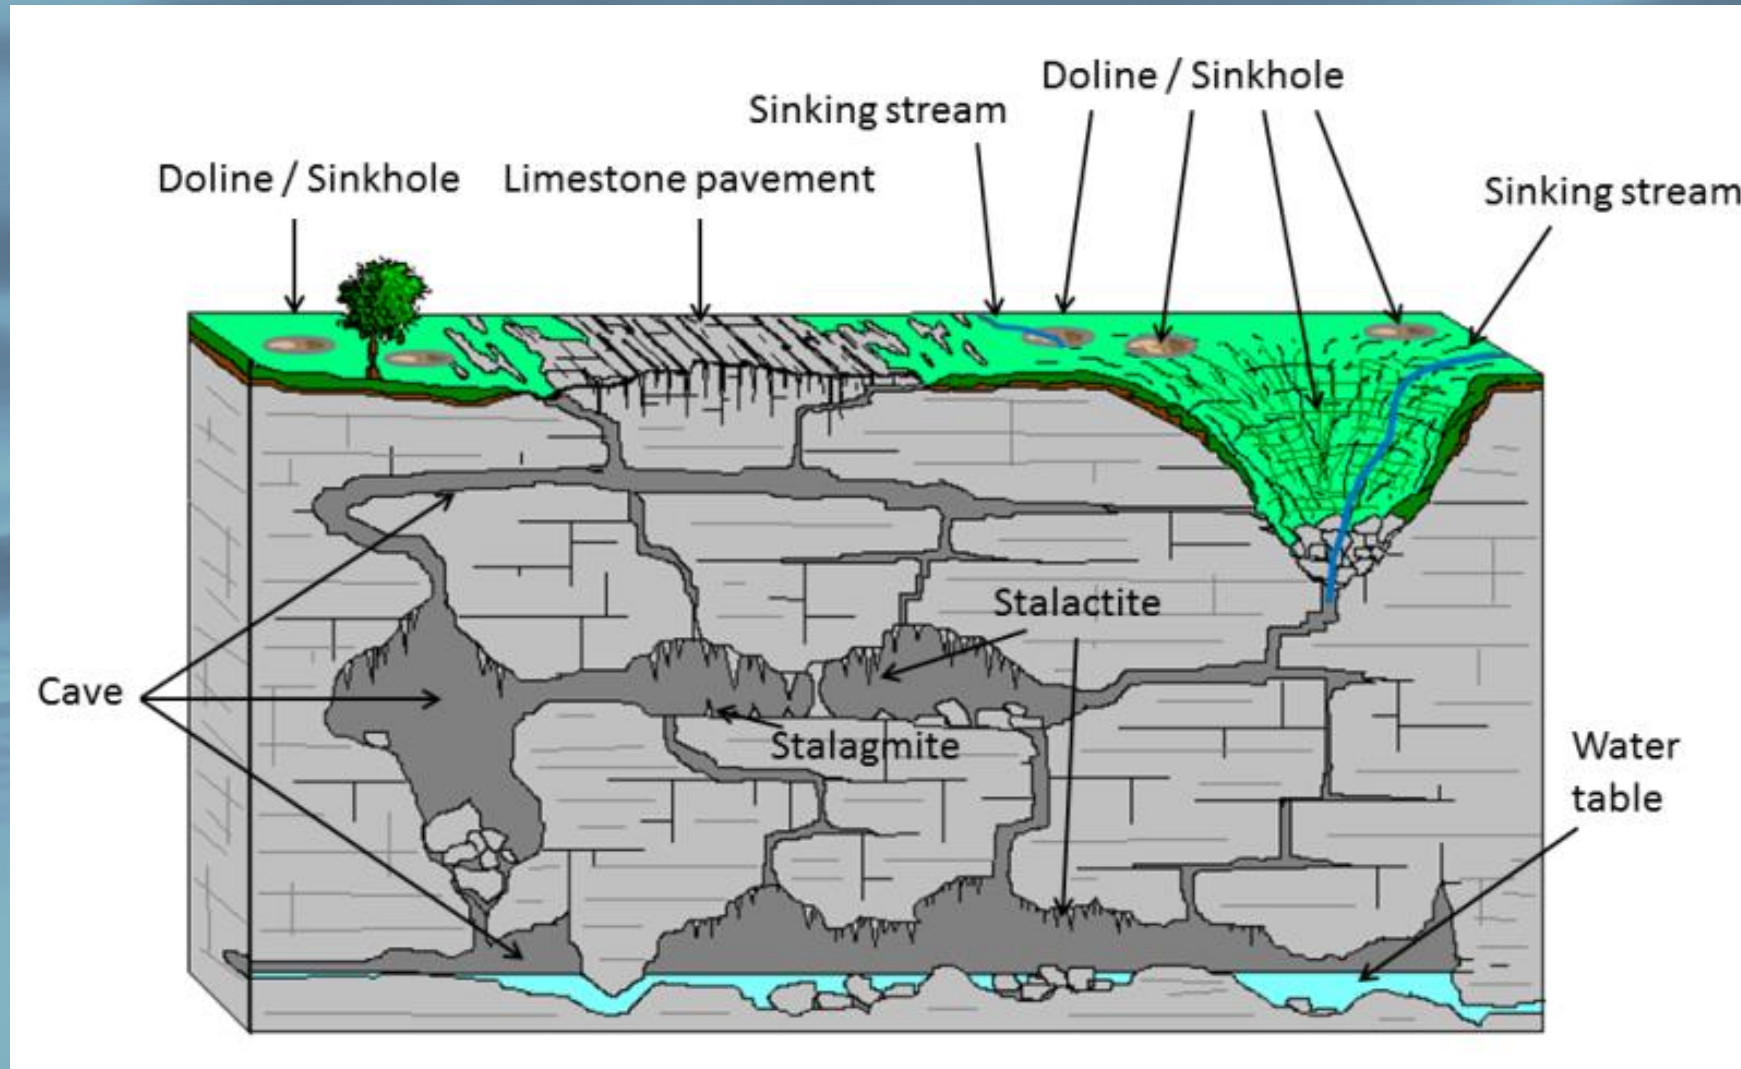 Doline / Sinkhole
Sinking stream
Doline / Sinkhole
Limestone pavement
Sinking stream
Stalactite
Cave
Stalagmite
Water
table